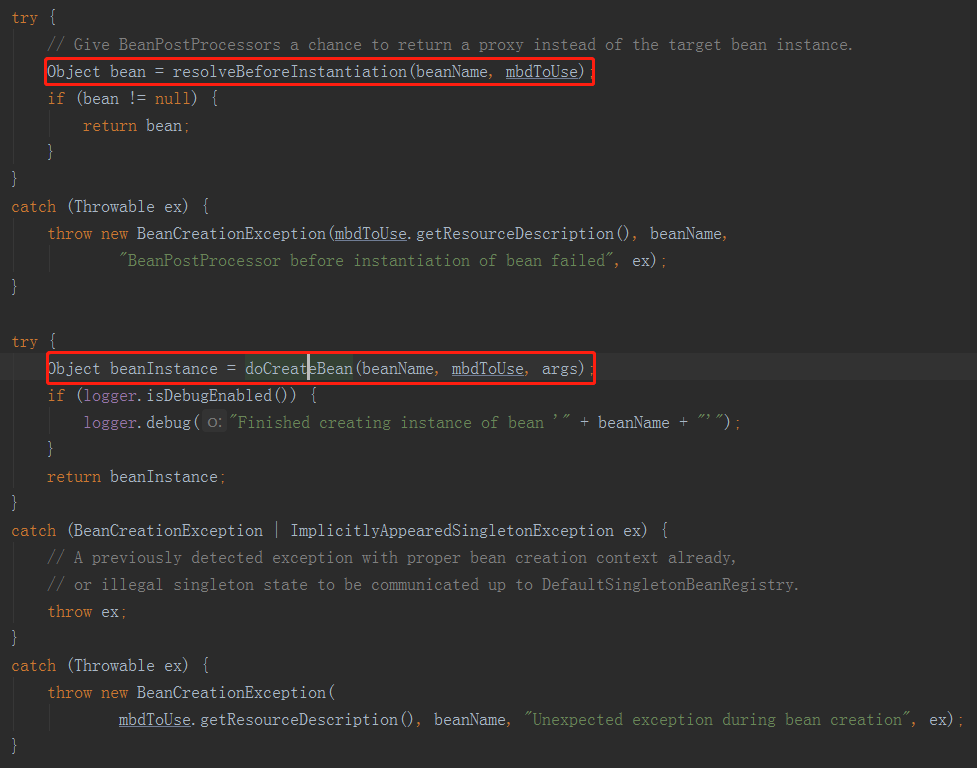 try {
    // Give BeanPostProcessors a chance to return a proxy instead of the target bean instance.
    Object bean = resolveBeforeInstantiation(beanName, mbdToUse);
    if (bean != null) {
        return bean;
    }
}
catch (Throwable ex) {
    throw new BeanCreationException(mbdToUse.getResourceDescription(), beanName,
            "BeanPostProcessor before instantiation of bean failed", ex);
}

try {
    Object beanInstance = doCreateBean(beanName, mbdToUse, args);
    if (logger.isDebugEnabled()) {
        logger.debug( o: "Finished creating instance of bean '" + beanName + "'");
    }
    return beanInstance;
}
catch (BeanCreationException | ImplicitlyAppearedSingletonException ex) {
    // A previously detected exception with proper bean creation context already,
    // or illegal singleton state to be communicated up to DefaultSingletonBeanRegistry.
    throw ex;
}
catch (Throwable ex) {
    throw new BeanCreationException(
            mbdToUse.getResourceDescription(), beanName, "Unexpected exception during bean creation", ex);
}